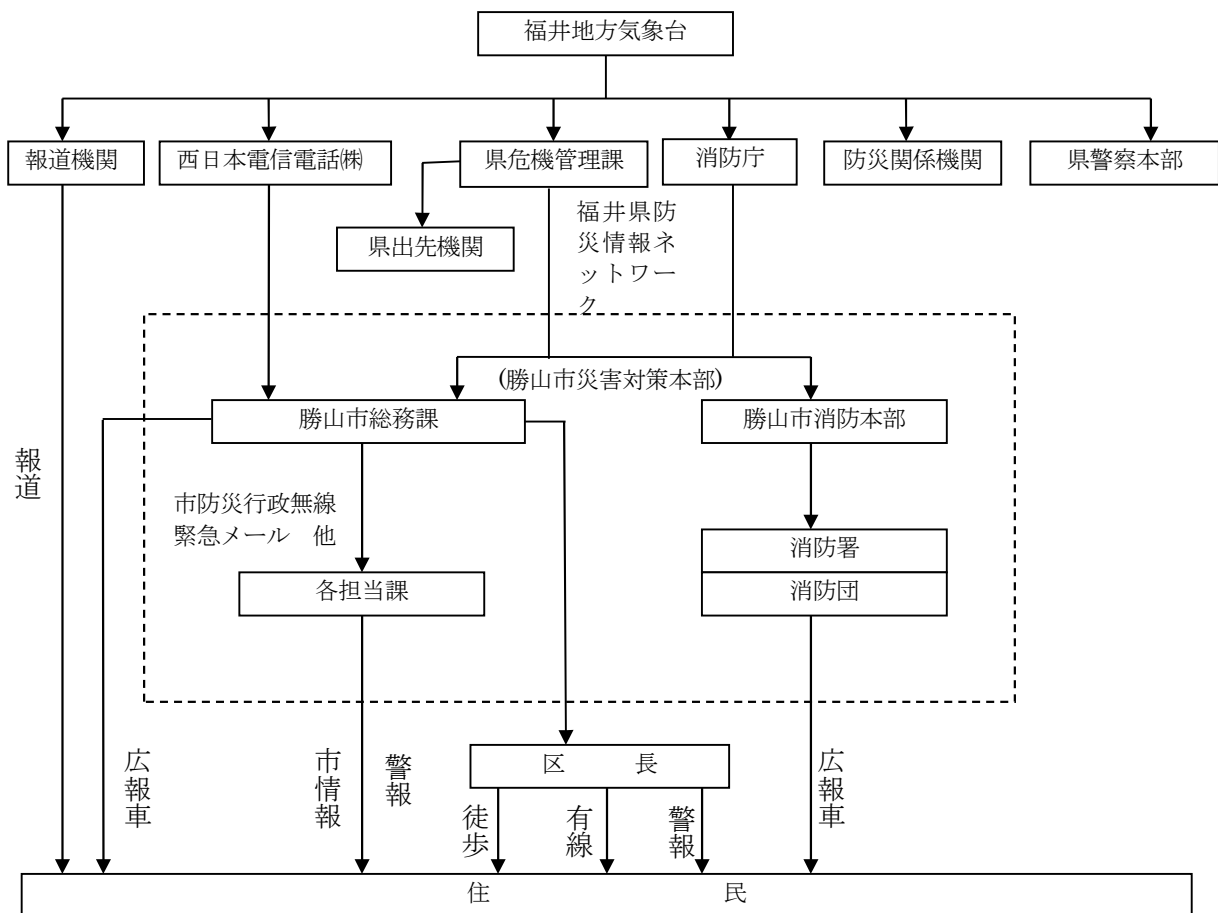 福井地方気象台
報道機関
西日本電信電話㈱
県危機管理課
消防庁
防災関係機関
県警察本部
県出先機関
福井県防
災情報ネ
ットワー
ク
(勝山市災害対策本部)
勝山市総務課
勝山市消防本部
報道
市防災行政無線
緊急メール　他
消防署
消防団
各担当課
区　　長
広報車
市情報
警報
徒歩
有線
警報
広報車
住　　　　　　民